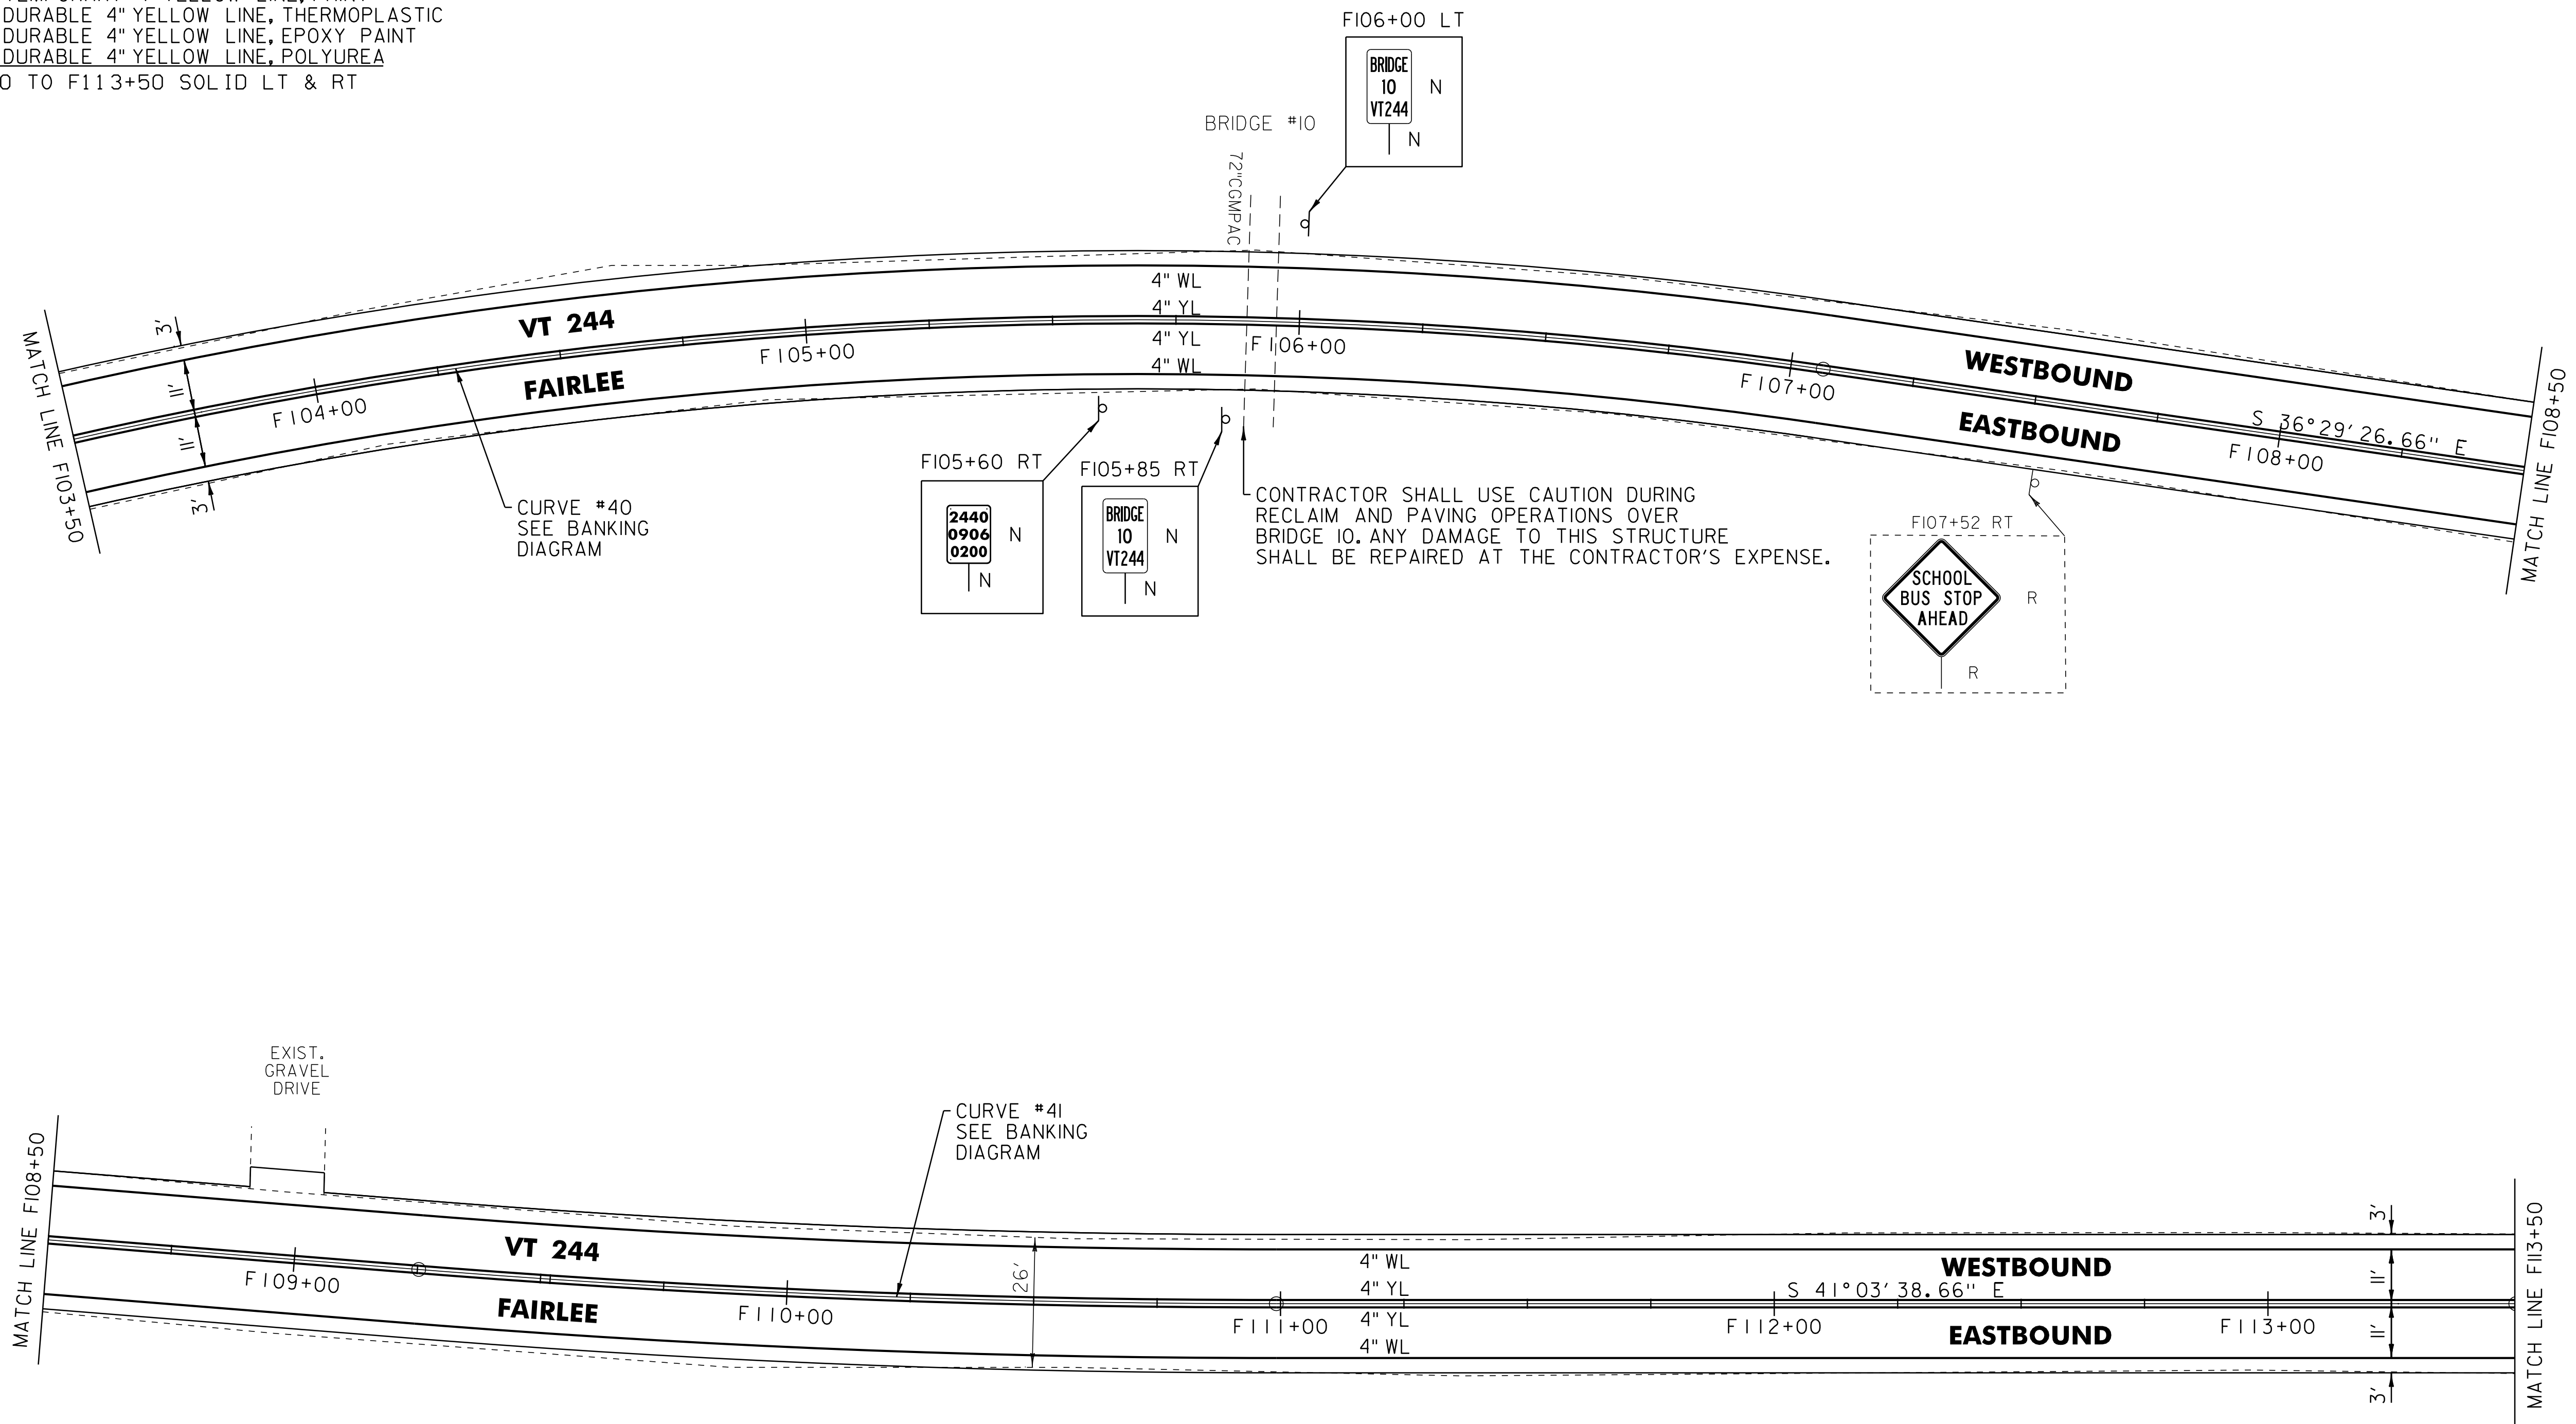 DURABLE 4" YELLOW LINE, THERMOPLASTIC
DURABLE 4" YELLOW LINE, EPOXY PAINT
DURABLE 4" YELLOW LINE, POLYUREA
0 TO F113+50 SOLID LT & RT
F106+00 LT
BRIDGE
10
VT244
N
N
BRIDGE #10
72"CGMPAC
MATCH LINE F103+50
3'
11'
11'
3'
VT 244
FAIRLEE
F104+00
F105+00
4" WL
4" YL
4" YL
4" WL
F106+00
F107+00
WESTBOUND
EASTBOUND
S 36°29'26.66" E
F108+00
MATCH LINE F108+50
CURVE #40
SEE BANKING
DIAGRAM
F105+60 RT
2440
0906
0200
N
N
F105+85 RT
BRIDGE
10
VT244
N
N
CONTRACTOR SHALL USE CAUTION DURING
RECLAIM AND PAVING OPERATIONS OVER
BRIDGE 10. ANY DAMAGE TO THIS STRUCTURE
SHALL BE REPAIRED AT THE CONTRACTOR'S EXPENSE.
F107+52 RT
SCHOOL
BUS STOP
AHEAD
R
R
EXIST.
GRAVEL
DRIVE
CURVE #41
SEE BANKING
DIAGRAM
MATCH LINE F108+50
VT 244
FAIRLEE
F109+00
F110+00
26'
4" WL
4" YL
4" YL
4" WL
F111+00
WESTBOUND
S 41°03'38.66" E
EASTBOUND
F112+00
F113+00
3'
11'
11'
3'
MATCH LINE F113+50